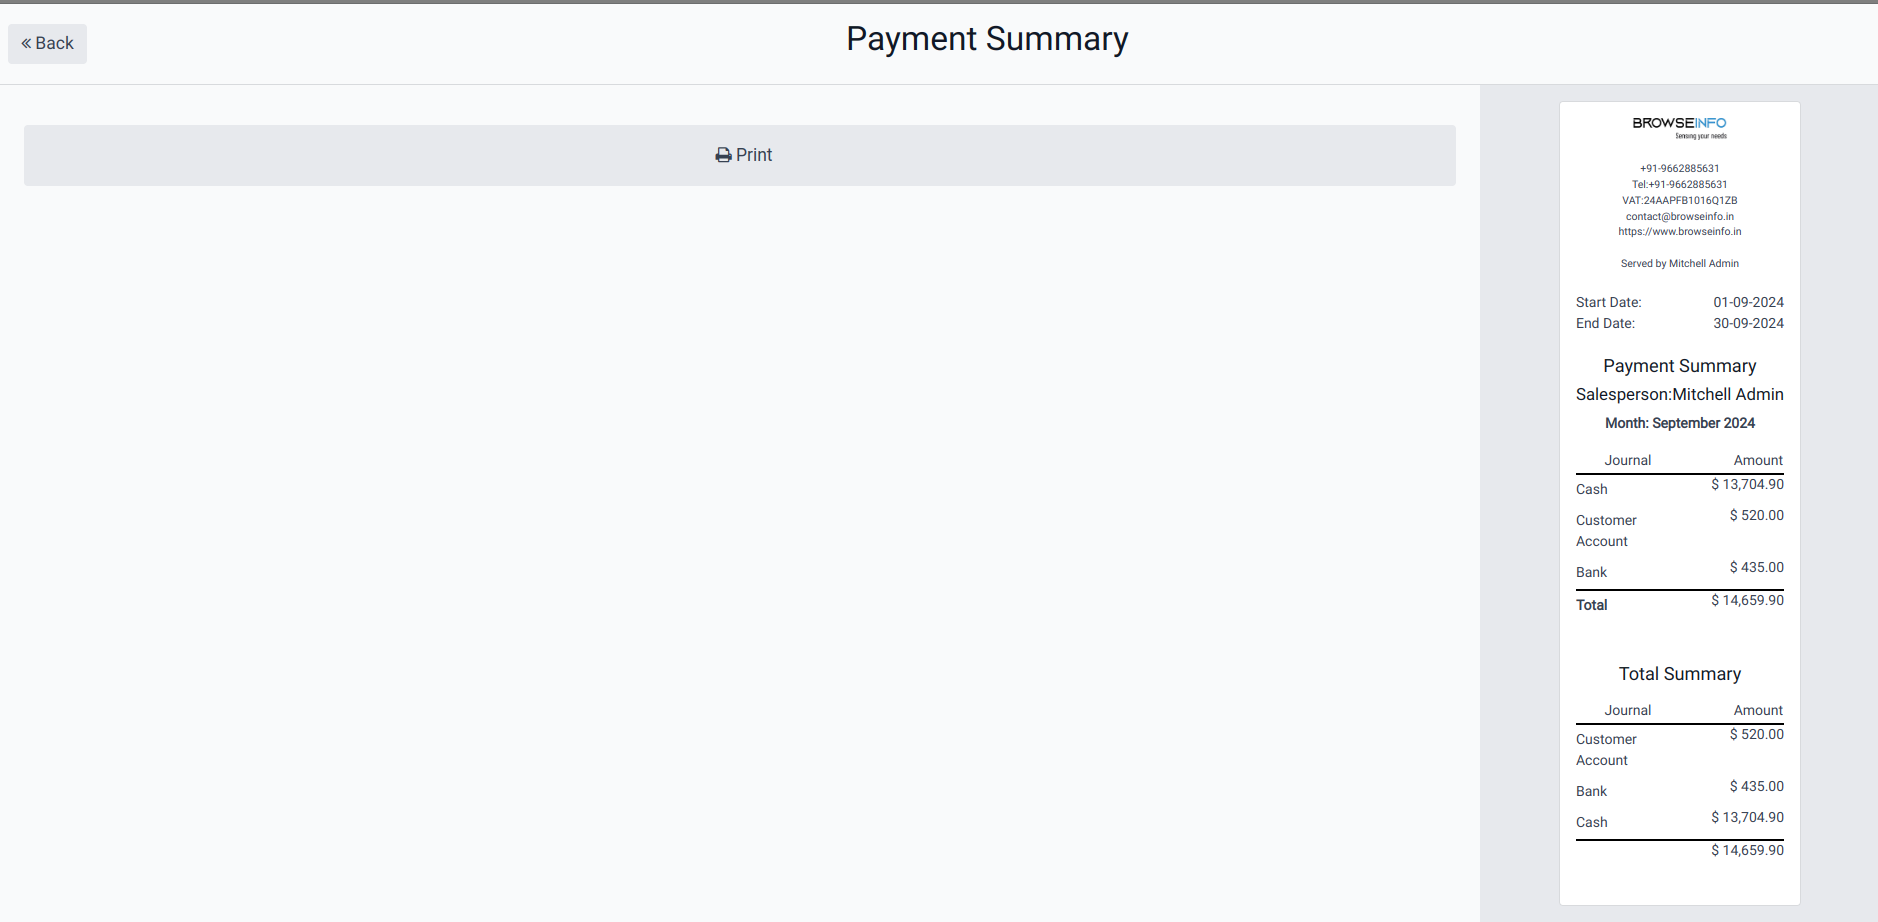 « Back
Payment Summary
Print
BROWSEINFO
Sensing your needs
+91-9662885631
Tel:+91-9662885631
VAT:24AAPFB1016Q1ZB
contact@browseinfo.in
https://www.browseinfo.in
Served by Mitchell Admin
Start Date: 01-09-2024
End Date: 30-09-2024
Payment Summary
Salesperson:Mitchell Admin
Month: September 2024
Journal Amount
Cash $ 13,704.90
Customer Account $ 520.00
Bank $ 435.00
Total $ 14,659.90
Total Summary
Journal Amount
Customer Account $ 520.00
Bank $ 435.00
Cash $ 13,704.90
$ 14,659.90